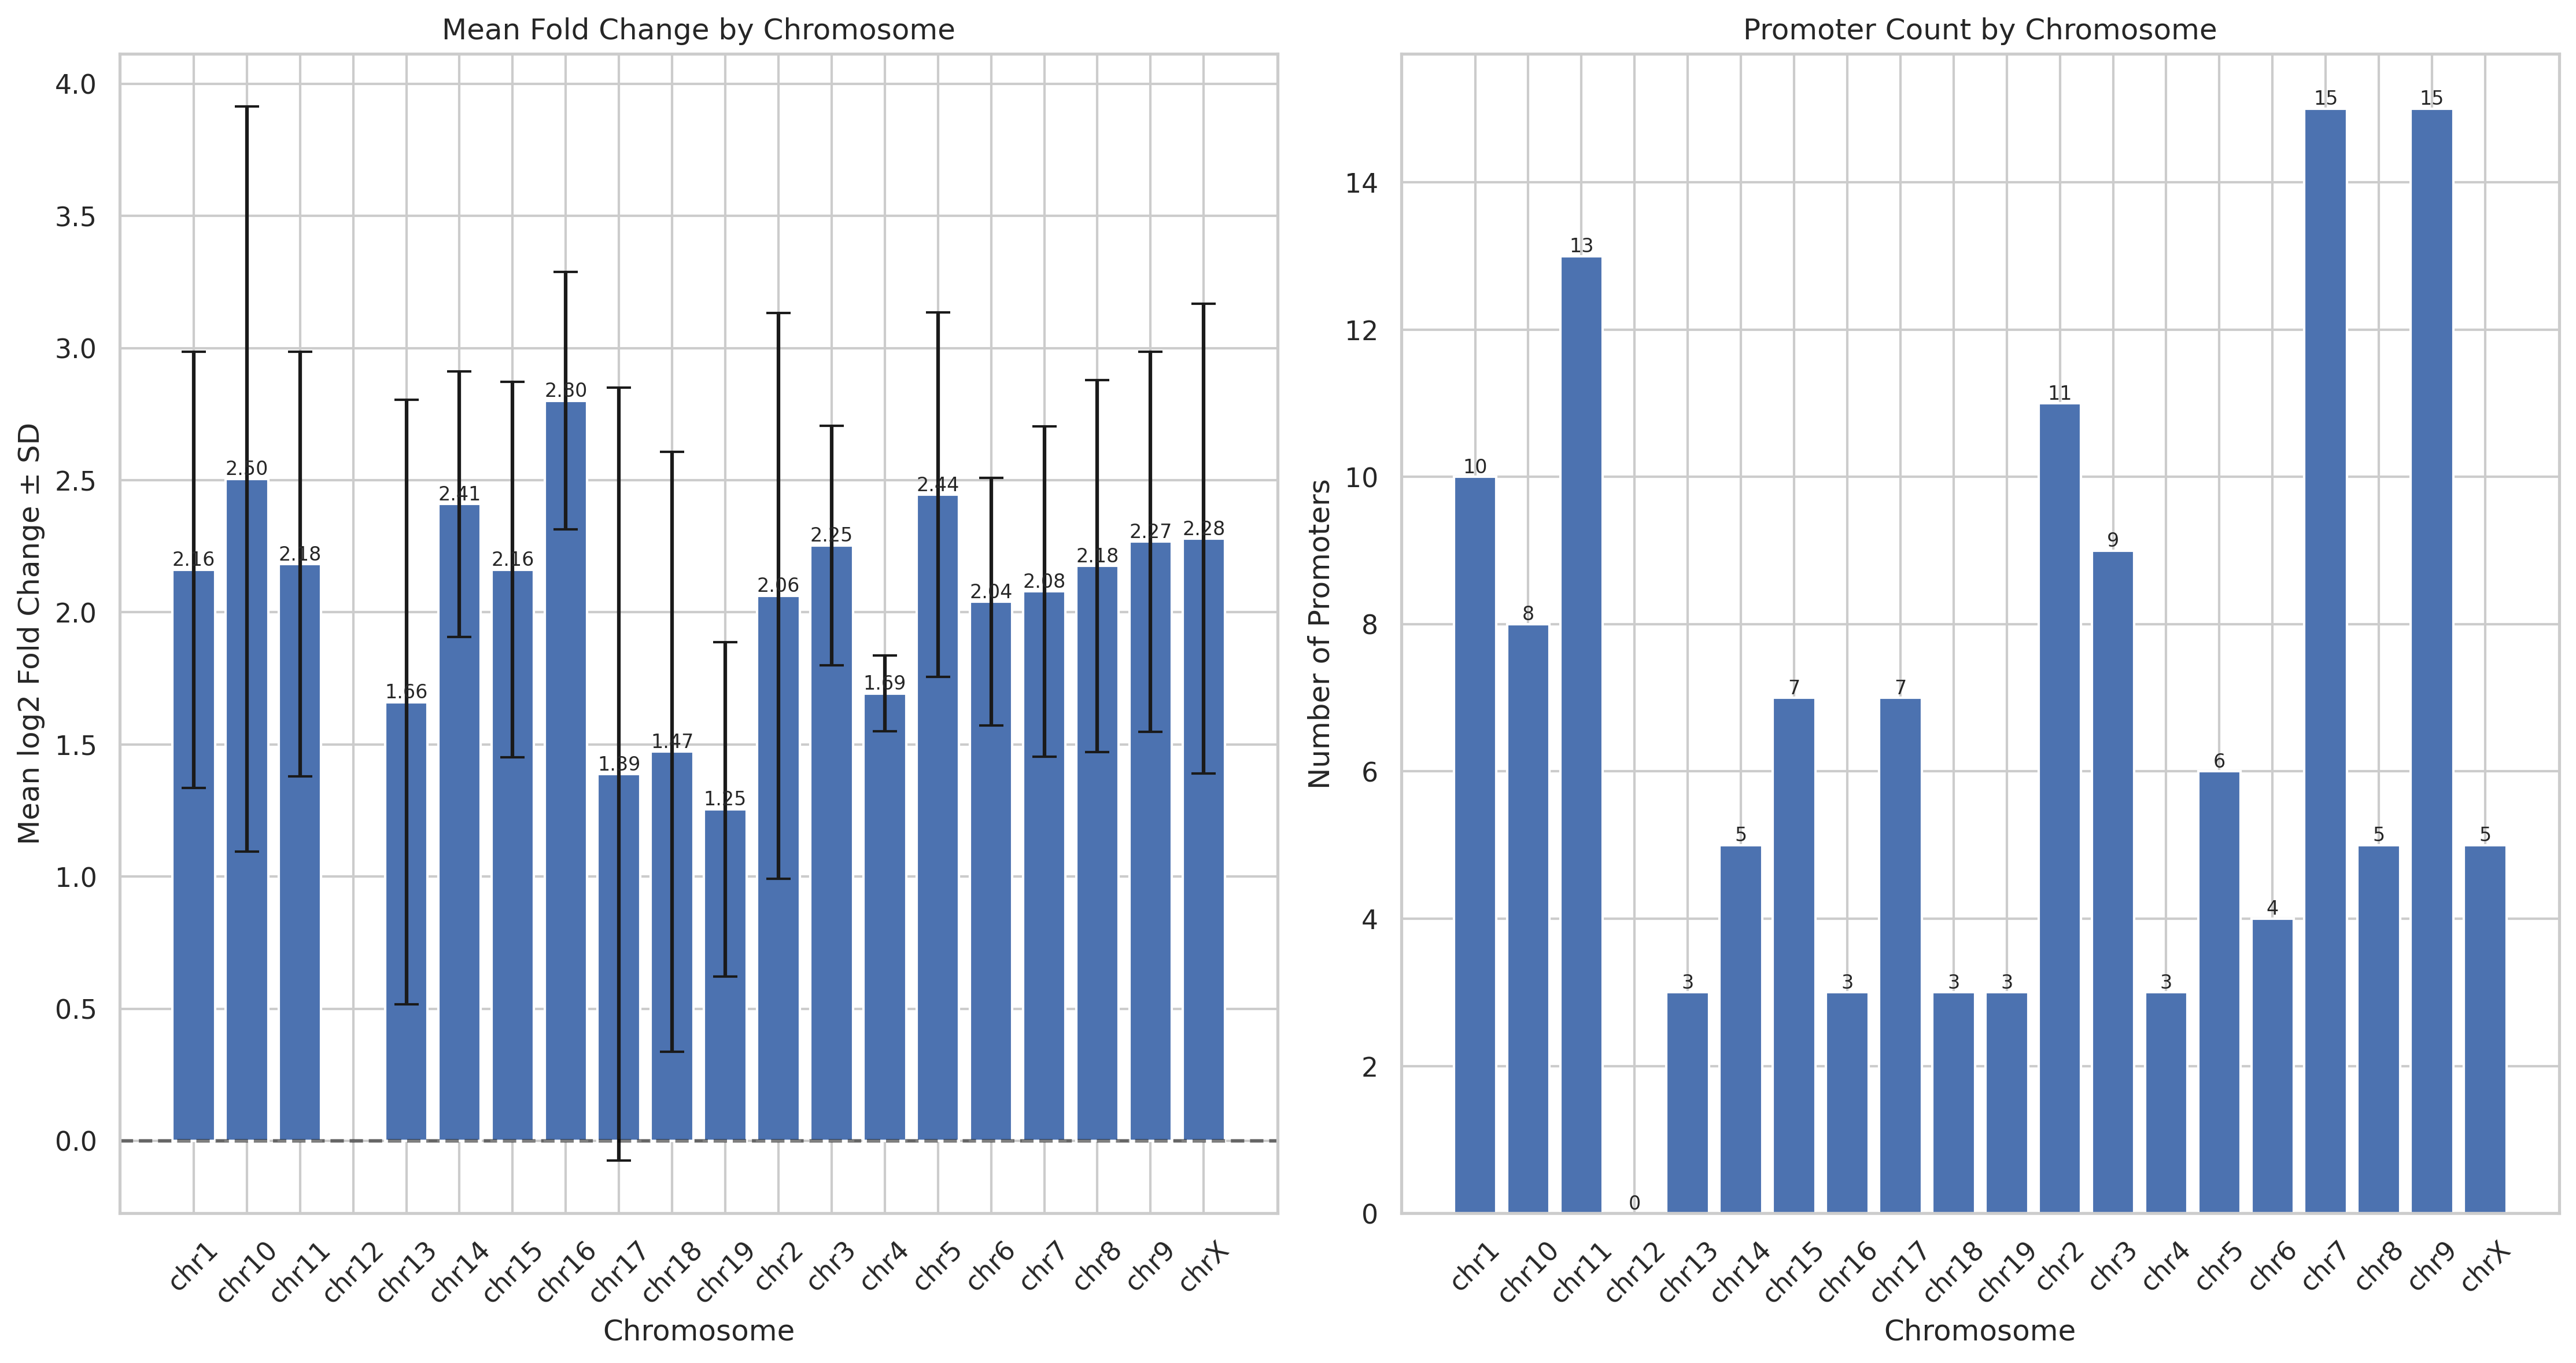 Mean Fold Change by Chromosome
Mean log2 Fold Change ± SD
4.0
3.5
3.0
2.5
2.0
1.5
1.0
0.5
0.0
2.16
2.50
2.18
1.66
2.41
2.16
2.80
1.39
1.47
1.25
2.06
2.25
1.69
2.44
2.04
2.08
2.18
2.27
2.28
chr1
chr10
chr11
chr12
chr13
chr14
chr15
chr16
chr17
chr18
chr19
chr2
chr3
chr4
chr5
chr6
chr7
chr8
chr9
chrX
Chromosome
Promoter Count by Chromosome
Number of Promoters
14
12
10
8
6
4
2
0
10
8
13
0
3
5
7
3
7
3
3
11
9
3
6
4
15
5
15
5
chr1
chr10
chr11
chr12
chr13
chr14
chr15
chr16
chr17
chr18
chr19
chr2
chr3
chr4
chr5
chr6
chr7
chr8
chr9
chrX
Chromosome